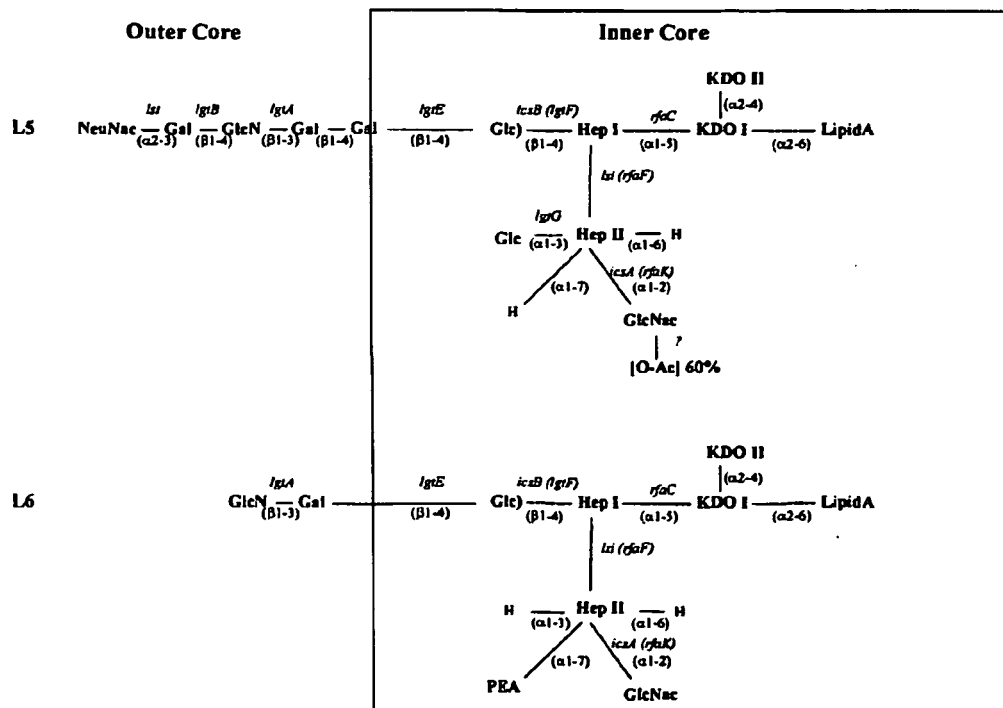 Outer Core
Inner Core
KDO II
(α2-4)
lst lgtB lgtA lgtE icsB (lgtF) rfaC
L5 NeuNac Gal GlcN Gal Gal Glc) Hep I KDO I LipidA
(α2-3) (β1-4) (β1-3) (β1-4) (β1-4) (β1-4) (α1-5) (α2-6)
lsi (rfaF)
lgtG
Glc Hep II H
(α1-3) (α1-6)
icsA (rfaK)
(α1-7) (α1-2)
H
GlcNac
?
[O-Ac] 60%
KDO II
(α2-4)
lgtA lgtE icsB (lgtF) rfaC
L6 GlcN Gal Glc) Hep I KDO I LipidA
(β1-3) (β1-4) (β1-4) (α1-5) (α2-6)
lsi (rfaF)
H Hep II H
(α1-3) (α1-6)
icsA (rfaK)
(α1-7) (α1-2)
PEA
GlcNac